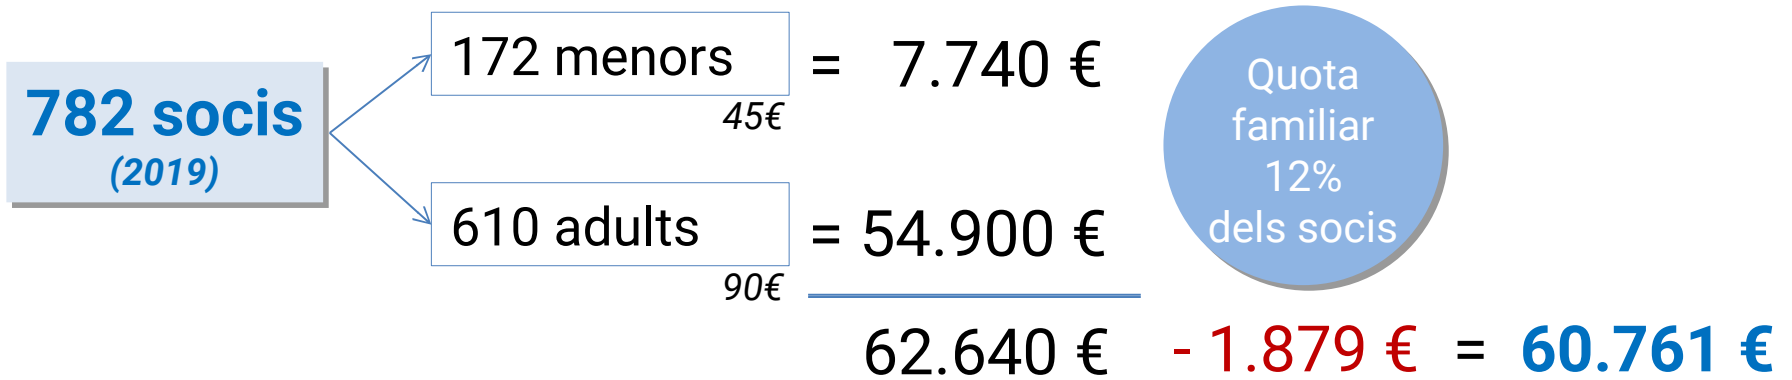 782 socis
(2019)
172 menors
45€
= 7.740 €
610 adults
90€
= 54.900 €
Quota
familiar
12%
dels socis
62.640 € - 1.879 € = 60.761 €